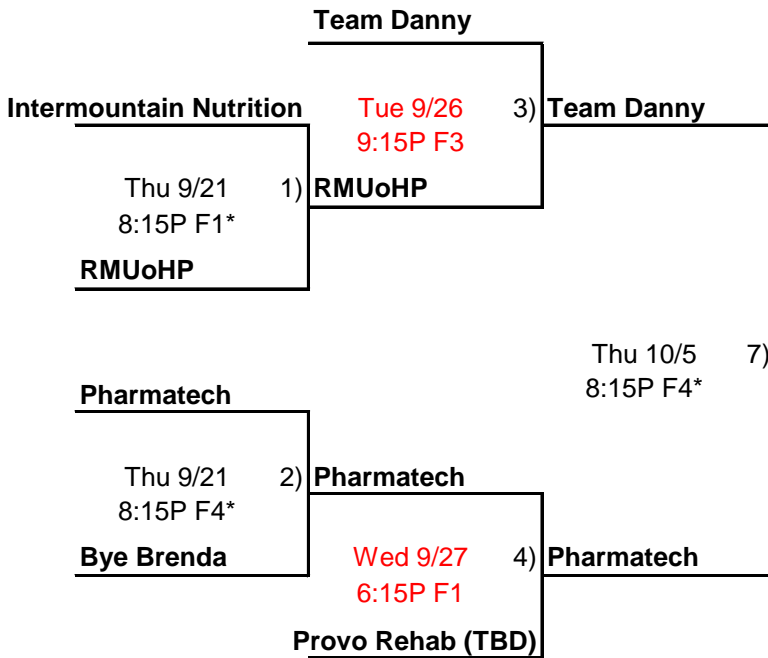 Team Danny
Intermountain Nutrition
Tue 9/26
9:15P F3
3) Team Danny
Thu 9/21
8:15P F1*
1) RMUoHP
RMUoHP
Thu 10/5
8:15P F4*
7)
Pharmatech
Thu 9/21
8:15P F4*
2) Pharmatech
Bye Brenda
Wed 9/27
6:15P F1
4) Pharmatech
Provo Rehab (TBD)